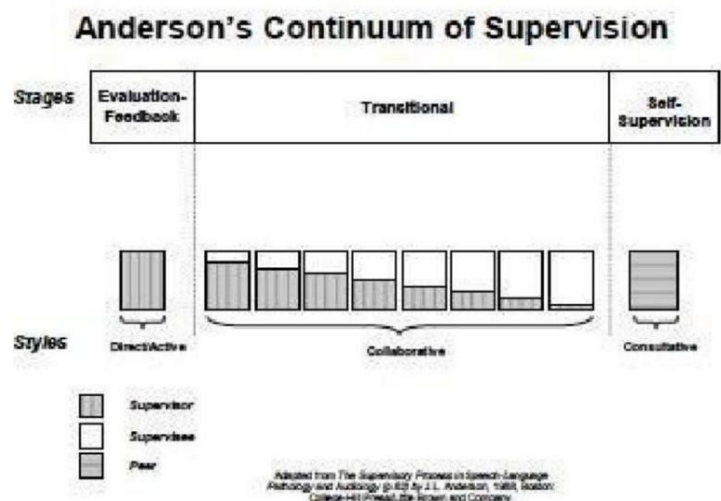 Anderson's Continuum of Supervision
Stages
Evaluation-
Feedback
Transitional
Self-
Supervision
Styles
Direct/Active
Collaborative
Consultative
Supervisor
Supervisee
Peer
Adapted from The Supervisory Process in Speech-Language
Pathology and Audiology by J.L. Anderson, 1988, Boston:
College-Hill Press/Little Brown and Company